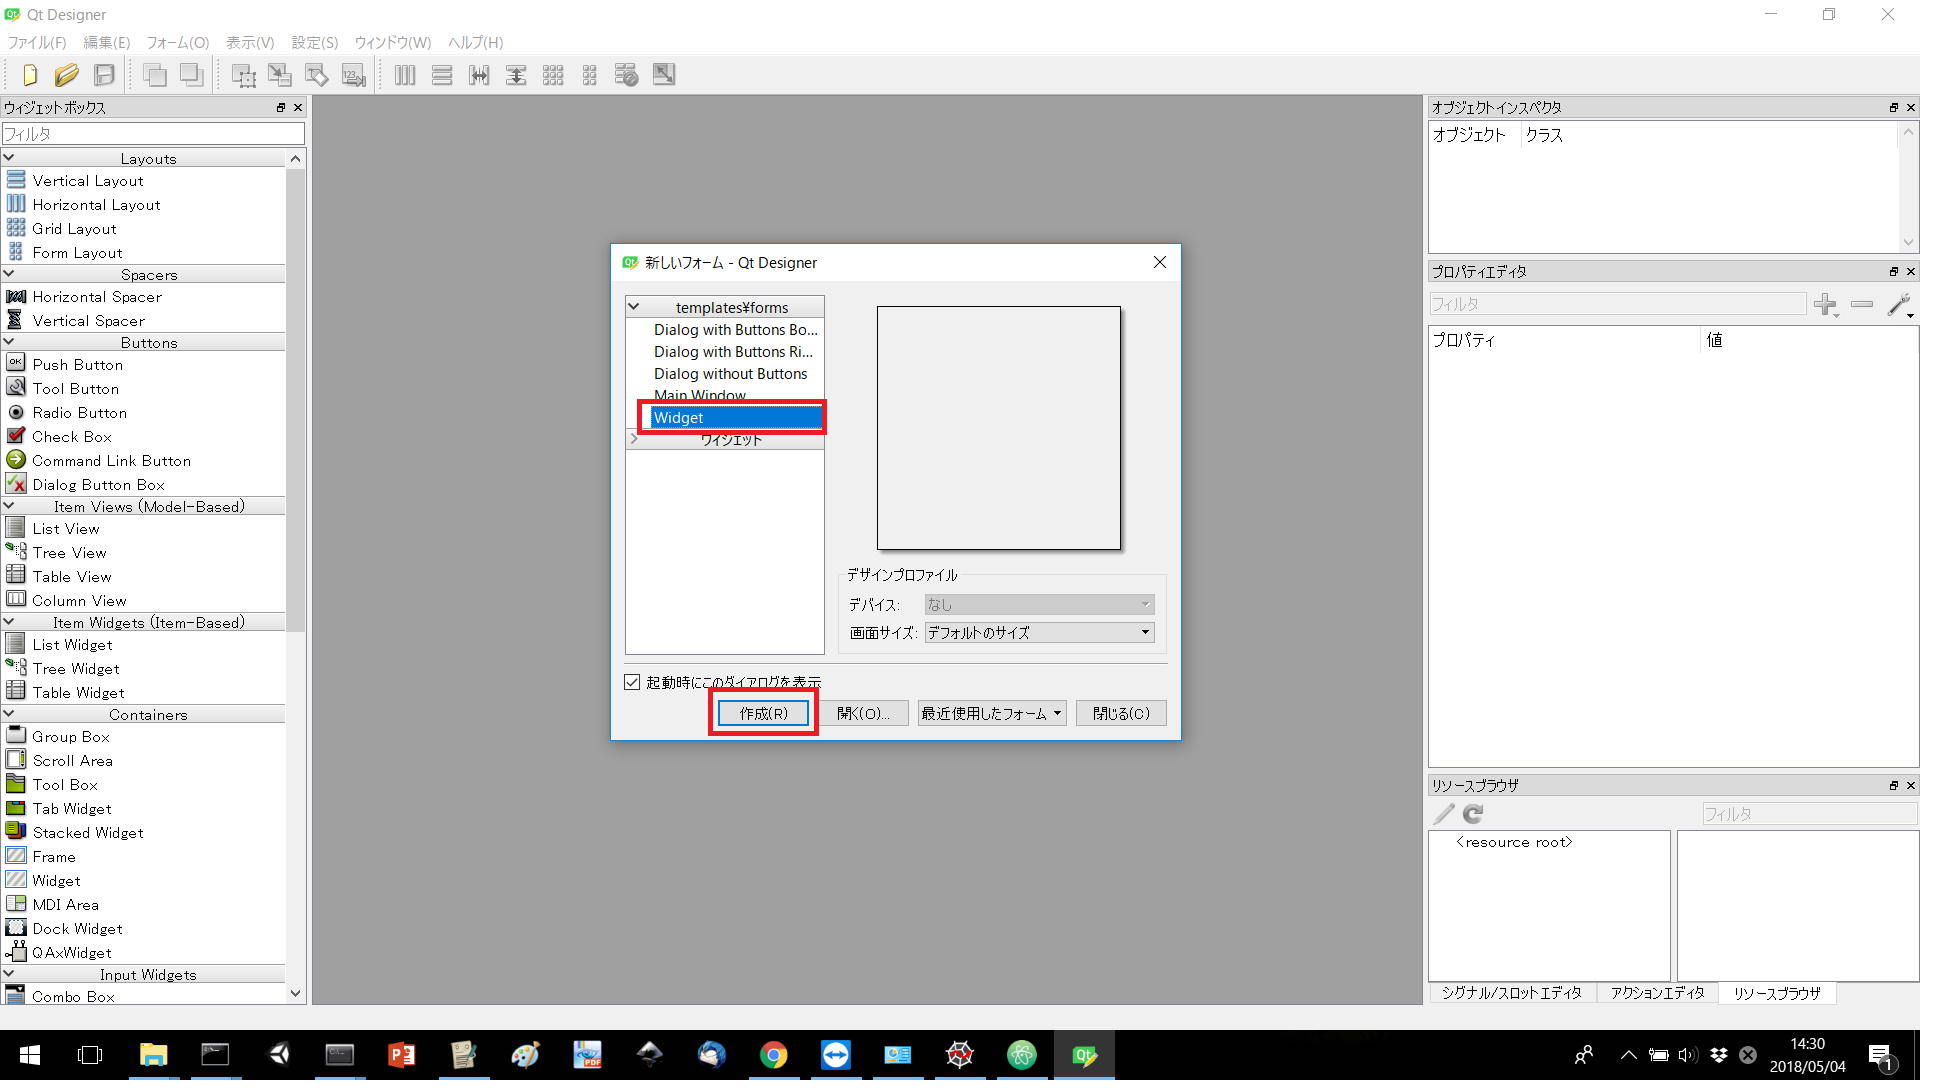 Qt Designer
ファイル(F) 編集(E) フォーム(O) 表示(V) 設定(S) ウィンドウ(W) ヘルプ(H)
ウィジェットボックス
フィルタ
Layouts
Vertical Layout
Horizontal Layout
Grid Layout
Form Layout
Spacers
Horizontal Spacer
Vertical Spacer
Buttons
Push Button
Tool Button
Radio Button
Check Box
Command Link Button
Dialog Button Box
Item Views (Model-Based)
List View
Tree View
Table View
Column View
Item Widgets (Item-Based)
List Widget
Tree Widget
Table Widget
Containers
Group Box
Scroll Area
Tool Box
Tab Widget
Stacked Widget
Frame
Widget
MDI Area
Dock Widget
QAxWidget
Input Widgets
Combo Box
新しいフォーム - Qt Designer
templates¥forms
Dialog with Buttons Bo...
Dialog with Buttons Ri...
Dialog without Buttons
Main Window
Widget
ウィジェット
デザインプロファイル
デバイス: なし
画面サイズ: デフォルトのサイズ
起動時にこのダイアログを表示
作成(R) 開く(O)... 最近使用したフォーム 閉じる(C)
オブジェクトインスペクタ
オブジェクト クラス
プロパティエディタ
フィルタ
プロパティ 値
リソースブラウザ
フィルタ
<resource root>
シグナル/スロットエディタ アクションエディタ リソースブラウザ
14:30
2018/05/04
1